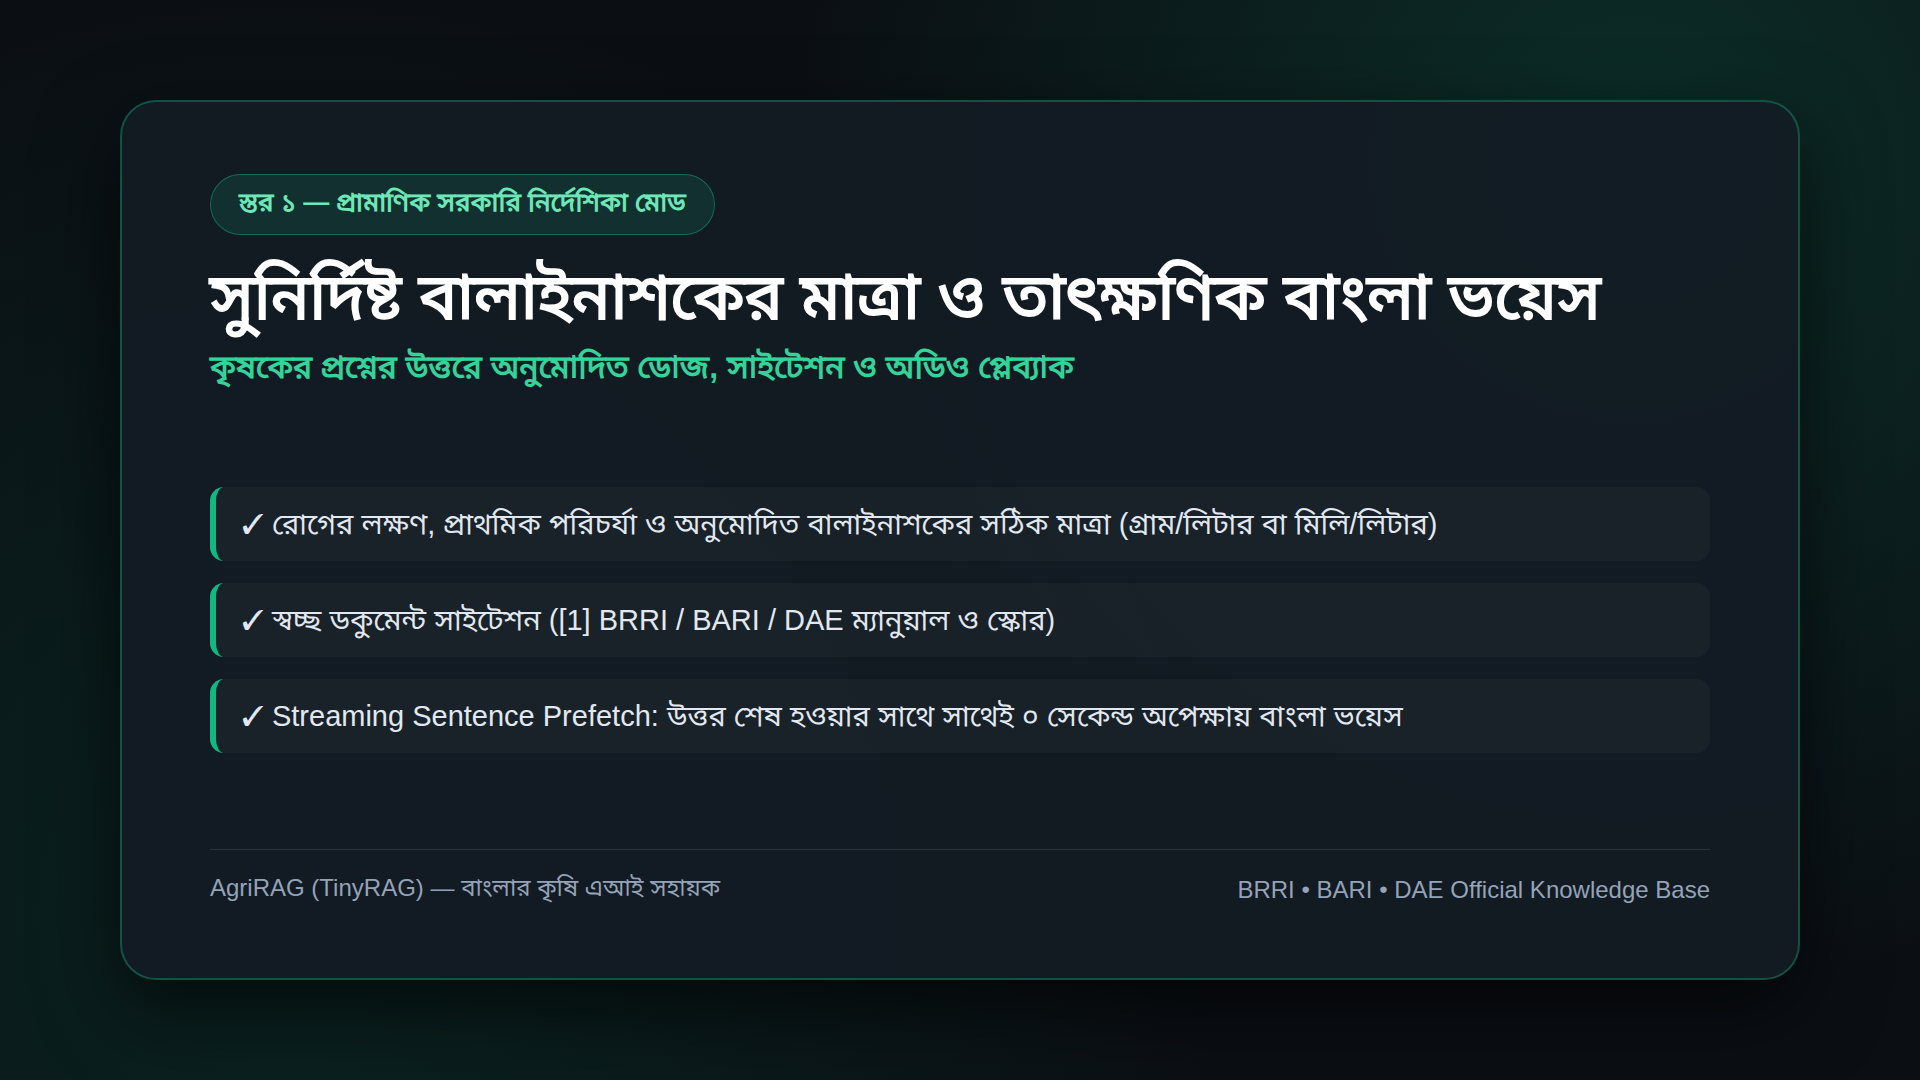 স্তর ১ — প্রামাণিক সরকারি নির্দেশিকা মোড
সুনির্দিষ্ট বালাইনাশকের মাত্রা ও তাৎক্ষণিক বাংলা ভয়েস
কৃষকের প্রশ্নের উত্তরে অনুমোদিত ডোজ, সাইটেশন ও অডিও প্লেব্যাক
✓ রোগের লক্ষণ, প্রাথমিক পরিচর্যা ও অনুমোদিত বালাইনাশকের সঠিক মাত্রা (গ্রাম/লিটার বা মিলি/লিটার)
✓ স্বচ্ছ ডকুমেন্ট সাইটেশন ([1] BRRI / BARI / DAE ম্যানুয়াল ও স্কোর)
✓ Streaming Sentence Prefetch: উত্তর শেষ হওয়ার সাথে সাথেই ০ সেকেন্ড অপেক্ষায় বাংলা ভয়েস
AgriRAG (TinyRAG) — বাংলার কৃষি এআই সহায়ক
BRRI • BARI • DAE Official Knowledge Base